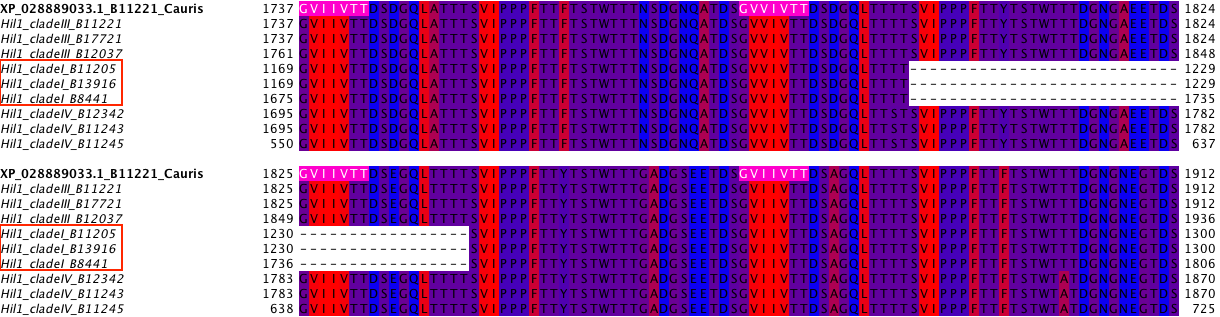 XP_028889033.1_B11221_Cauris 1737 GVIIVTTDSDGQLATTTSVIPPPFTTFTSTWTTTNSDGNQATDSGVVIVTTDSDGQLTTTTSVIPPPFTTYTSTWTTTDGNGAEETDS 1824
Hil1_cladeIII_B11221 1737 GVIIVTTDSDGQLATTTSVIPPPFTTFTSTWTTTNSDGNQATDSGVVIVTTDSDGQLTTTTSVIPPPFTTYTSTWTTTDGNGAEETDS 1824
Hil1_cladeIII_B17721 1737 GVIIVTTDSDGQLATTTSVIPPPFTTFTSTWTTTNSDGNQATDSGVVIVTTDSDGQLTTTTSVIPPPFTTYTSTWTTTDGNGAEETDS 1824
Hil1_cladeIII_B12037 1761 GVIIVTTDSDGQLATTTSVIPPPFTTFTSTWTTTNSDGNQATDSGVVIVTTDSDGQLTTTTSVIPPPFTTYTSTWTTTDGNGAEETDS 1848
Hil1_cladeI_B11205 1169 GVIIVTTDSDGQLATTTSVIPPPFTTFTSTWTTTNSDGNQATDSGVVIVTTDSDGQLTTTT--------------------------- 1229
Hil1_cladeI_B13916 1169 GVIIVTTDSDGQLATTTSVIPPPFTTFTSTWTTTNSDGNQATDSGVVIVTTDSDGQLTTTT--------------------------- 1229
Hil1_cladeI_B8441 1675 GVIIVTTDSDGQLATTTSVIPPPFTTFTSTWTTTNSDGNQATDSGVVIVTTDSDGQLTTTT--------------------------- 1735
Hil1_cladeIV_B12342 1695 GVIIVTTDSDGQLATTTSVIPPPFTTFTSTWTTTNSDGNQATDSGVVIVTTDSDGQLTTSTSVIPPPFTTYTSTWTTTDGNGAEETDS 1782
Hil1_cladeIV_B11243 1695 GVIIVTTDSDGQLATTTSVIPPPFTTFTSTWTTTNSDGNQATDSGVVIVTTDSDGQLTTSTSVIPPPFTTYTSTWTTTDGNGAEETDS 1782
Hil1_cladeIV_B11245 550 GVIIVTTDSDGQLATTTSVIPPPFTTFTSTWTTTNSDGNQATDSGVVIVTTDSDGQLTTSTSVIPPPFTTYTSTWTTTDGNGAEETDS 637
XP_028889033.1_B11221_Cauris 1825 GVIIVTTDSEGQLTTTTSVIPPPFTTYTSTWTTTGADGSEETDSGVIIVTTDSAGQLTTTTSVIPPPFTTFTSTWTTTDGNGNEGTDS 1912
Hil1_cladeIII_B11221 1825 GVIIVTTDSEGQLTTTTSVIPPPFTTYTSTWTTTGADGSEETDSGVIIVTTDSAGQLTTTTSVIPPPFTTFTSTWTTTDGNGNEGTDS 1912
Hil1_cladeIII_B17721 1825 GVIIVTTDSEGQLTTTTSVIPPPFTTYTSTWTTTGADGSEETDSGVIIVTTDSAGQLTTTTSVIPPPFTTFTSTWTTTDGNGNEGTDS 1912
Hil1_cladeIII_B12037 1849 GVIIVTTDSEGQLTTTTSVIPPPFTTYTSTWTTTGADGSEETDSGVIIVTTDSAGQLTTTTSVIPPPFTTFTSTWTTTDGNGNEGTDS 1936
Hil1_cladeI_B11205 1230 -----------------SVIPPPFTTYTSTWTTTGADGSEETDSGVIIVTTDSAGQLTTTTSVIPPPFTTFTSTWTTTDGNGNEGTDS 1300
Hil1_cladeI_B13916 1230 -----------------SVIPPPFTTYTSTWTTTGADGSEETDSGVIIVTTDSAGQLTTTTSVIPPPFTTFTSTWTTTDGNGNEGTDS 1300
Hil1_cladeI_B8441 1736 -----------------SVIPPPFTTYTSTWTTTGADGSEETDSGVIIVTTDSAGQLTTTTSVIPPPFTTFTSTWTTTDGNGNEGTDS 1806
Hil1_cladeIV_B12342 1783 GVIIVTTDSEGQLTTTTSVIPPPFTTYTSTWTTTGADGSEETDSGVIIVTTDSAGQLTTTTSVIPPPFTTFTSTWTATDGNGNEGTDS 1870
Hil1_cladeIV_B11243 1783 GVIIVTTDSEGQLTTTTSVIPPPFTTYTSTWTTTGADGSEETDSGVIIVTTDSAGQLTTTTSVIPPPFTTFTSTWTATDGNGNEGTDS 1870
Hil1_cladeIV_B11245 638 GVIIVTTDSEGQLTTTTSVIPPPFTTYTSTWTTTGADGSEETDSGVIIVTTDSAGQLTTTTSVIPPPFTTFTSTWTATDGNGNEGTDS 725